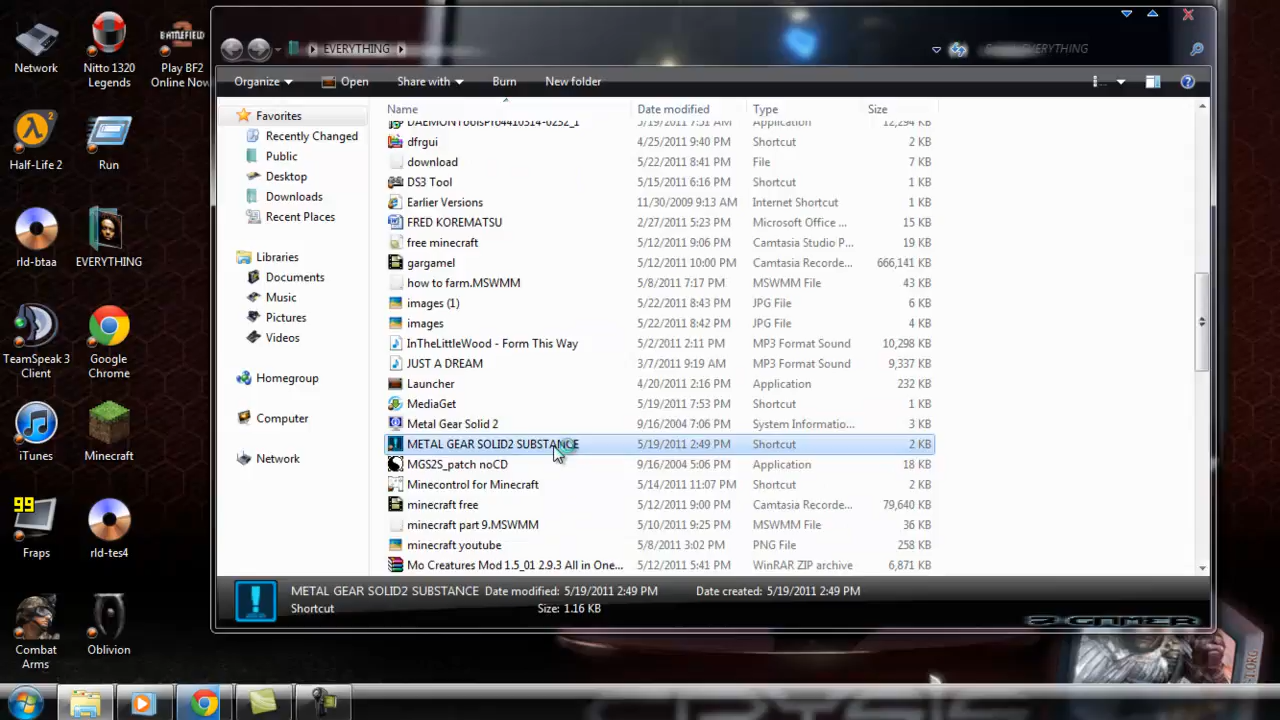 Network
Nitto 1320
Legends
BATTLEFIELD
2
Play BF2
Online Now
Half-Life 2
2
Run
rld-btaa
EVERYTHING
TeamSpeak 3
Client
Google
Chrome
iTunes
Minecraft
99
Fraps
rld-tes4
Combat
Arms
Oblivion
EVERYTHING
EVERYTHING
Organize
Open
Share with
Burn
New folder
Favorites
Recently Changed
Public
Desktop
Downloads
Recent Places
Libraries
Documents
Music
Pictures
Videos
Homegroup
Computer
Network
Name Date modified Type Size
DAEMONToolsPro4410314-0232_1 5/19/2011 7:51 AM Application 12,294 KB
dfrgui 4/25/2011 9:40 PM Shortcut 2 KB
download 5/22/2011 8:41 PM File 7 KB
DS3 Tool 5/15/2011 6:16 PM Shortcut 1 KB
Earlier Versions 11/30/2009 9:13 AM Internet Shortcut 1 KB
FRED KOREMATSU 2/27/2011 5:23 PM Microsoft Office ... 15 KB
free minecraft 5/12/2011 9:06 PM Camtasia Studio P... 19 KB
gargamel 5/12/2011 10:00 PM Camtasia Recorde... 666,141 KB
how to farm.MSWMM 5/8/2011 7:17 PM MSWMM File 43 KB
images (1) 5/22/2011 8:43 PM JPG File 6 KB
images 5/22/2011 8:42 PM JPG File 4 KB
InTheLittleWood - Form This Way 5/2/2011 2:11 PM MP3 Format Sound 10,298 KB
JUST A DREAM 3/7/2011 9:19 AM MP3 Format Sound 9,337 KB
Launcher 4/20/2011 2:16 PM Application 232 KB
MediaGet 5/19/2011 7:53 PM Shortcut 1 KB
Metal Gear Solid 2 9/16/2004 7:06 PM System Informatio... 2 KB
METAL GEAR SOLID2 SUBSTANCE 5/19/2011 2:49 PM Shortcut 2 KB
MGS2S_patch noCD 9/16/2004 5:06 PM Application 18 KB
Minecontrol for Minecraft 5/14/2011 11:07 PM Shortcut 2 KB
minecraft free 5/12/2011 9:00 PM Camtasia Recorde... 79,640 KB
minecraft part 9.MSWMM 5/10/2011 9:25 PM MSWMM File 36 KB
minecraft youtube 5/8/2011 3:02 PM PNG File 258 KB
Mo Creatures Mod 1.5_01 2.9.3 All in One... 5/12/2011 5:41 PM WinRAR ZIP archive 6,871 KB
METAL GEAR SOLID2 SUBSTANCE Date modified: 5/19/2011 2:49 PM Date created: 5/19/2011 2:49 PM
Shortcut Size: 1.16 KB